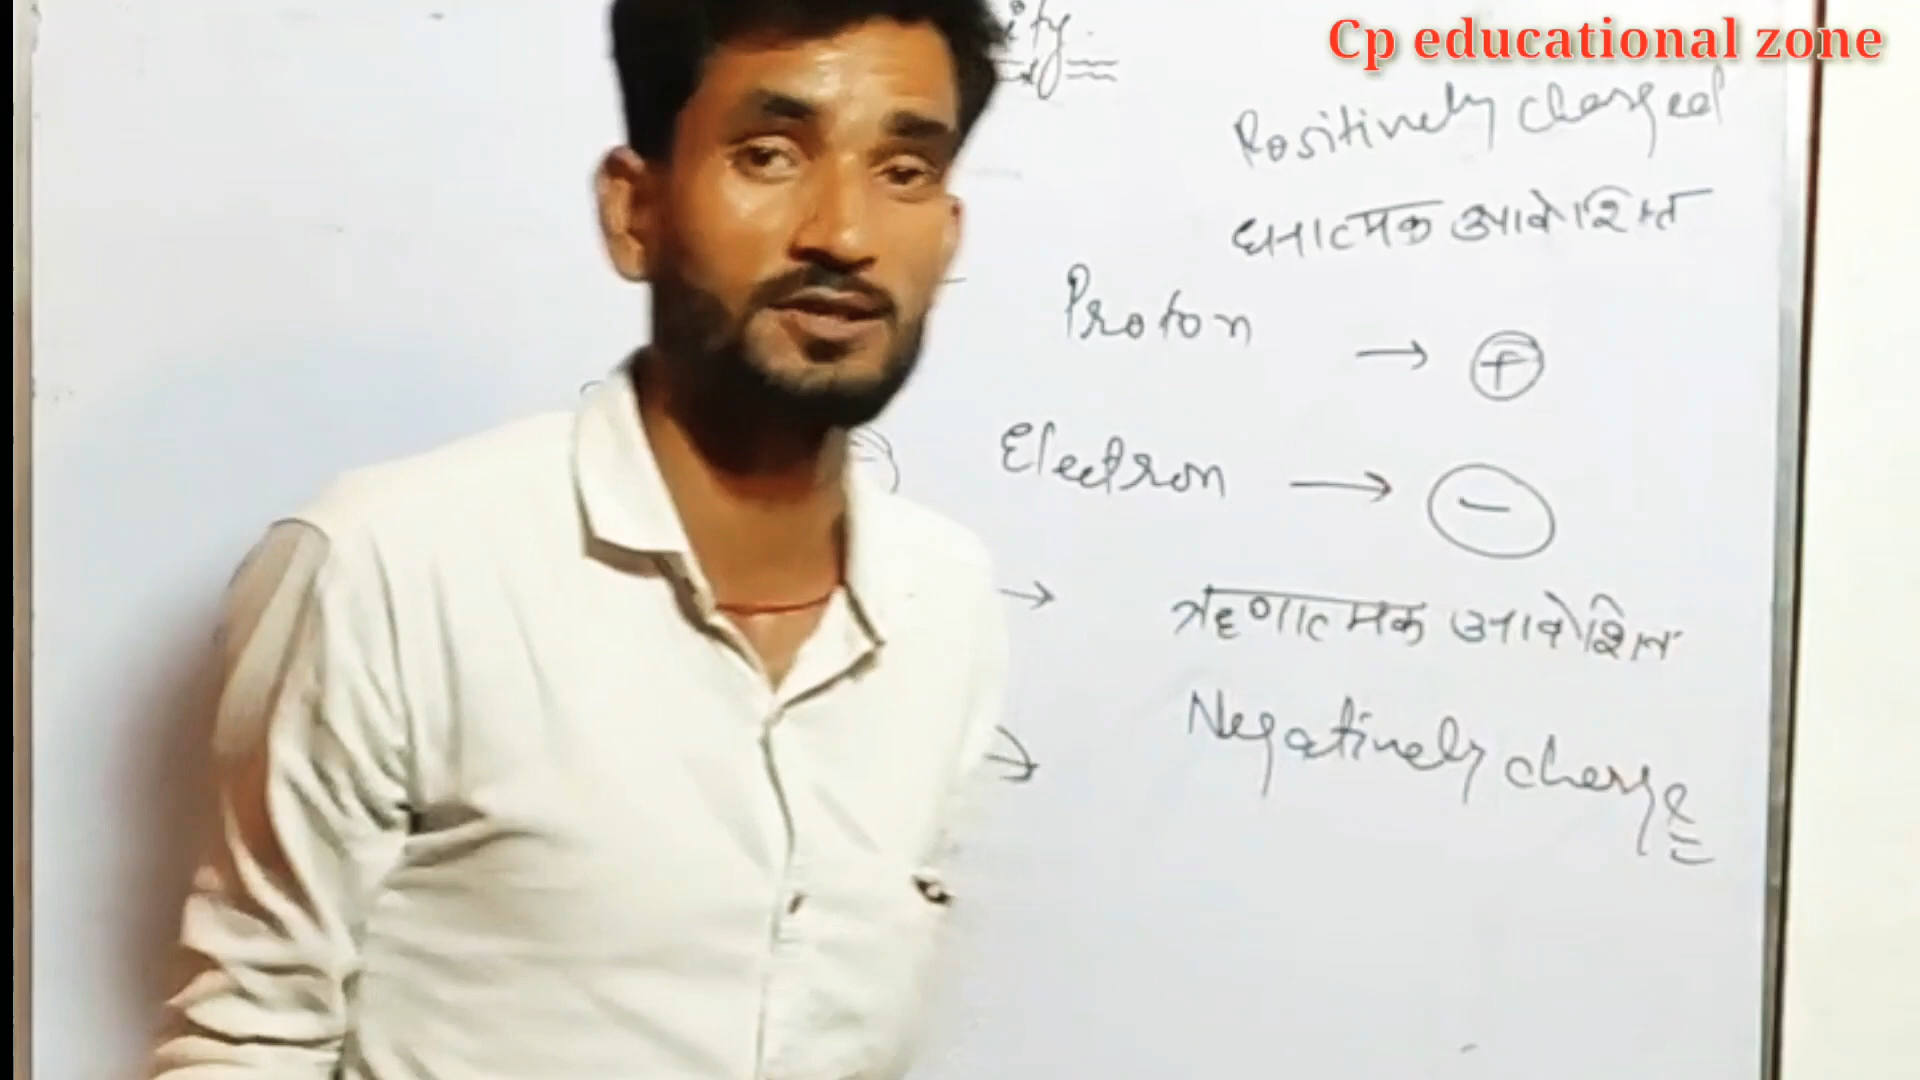 Cp educational zone
Positively charged
धनात्मक आवेशित
Proton → ⊕
Electron → ⊖
→ ऋणात्मक आवेशित
→ Negatively charge